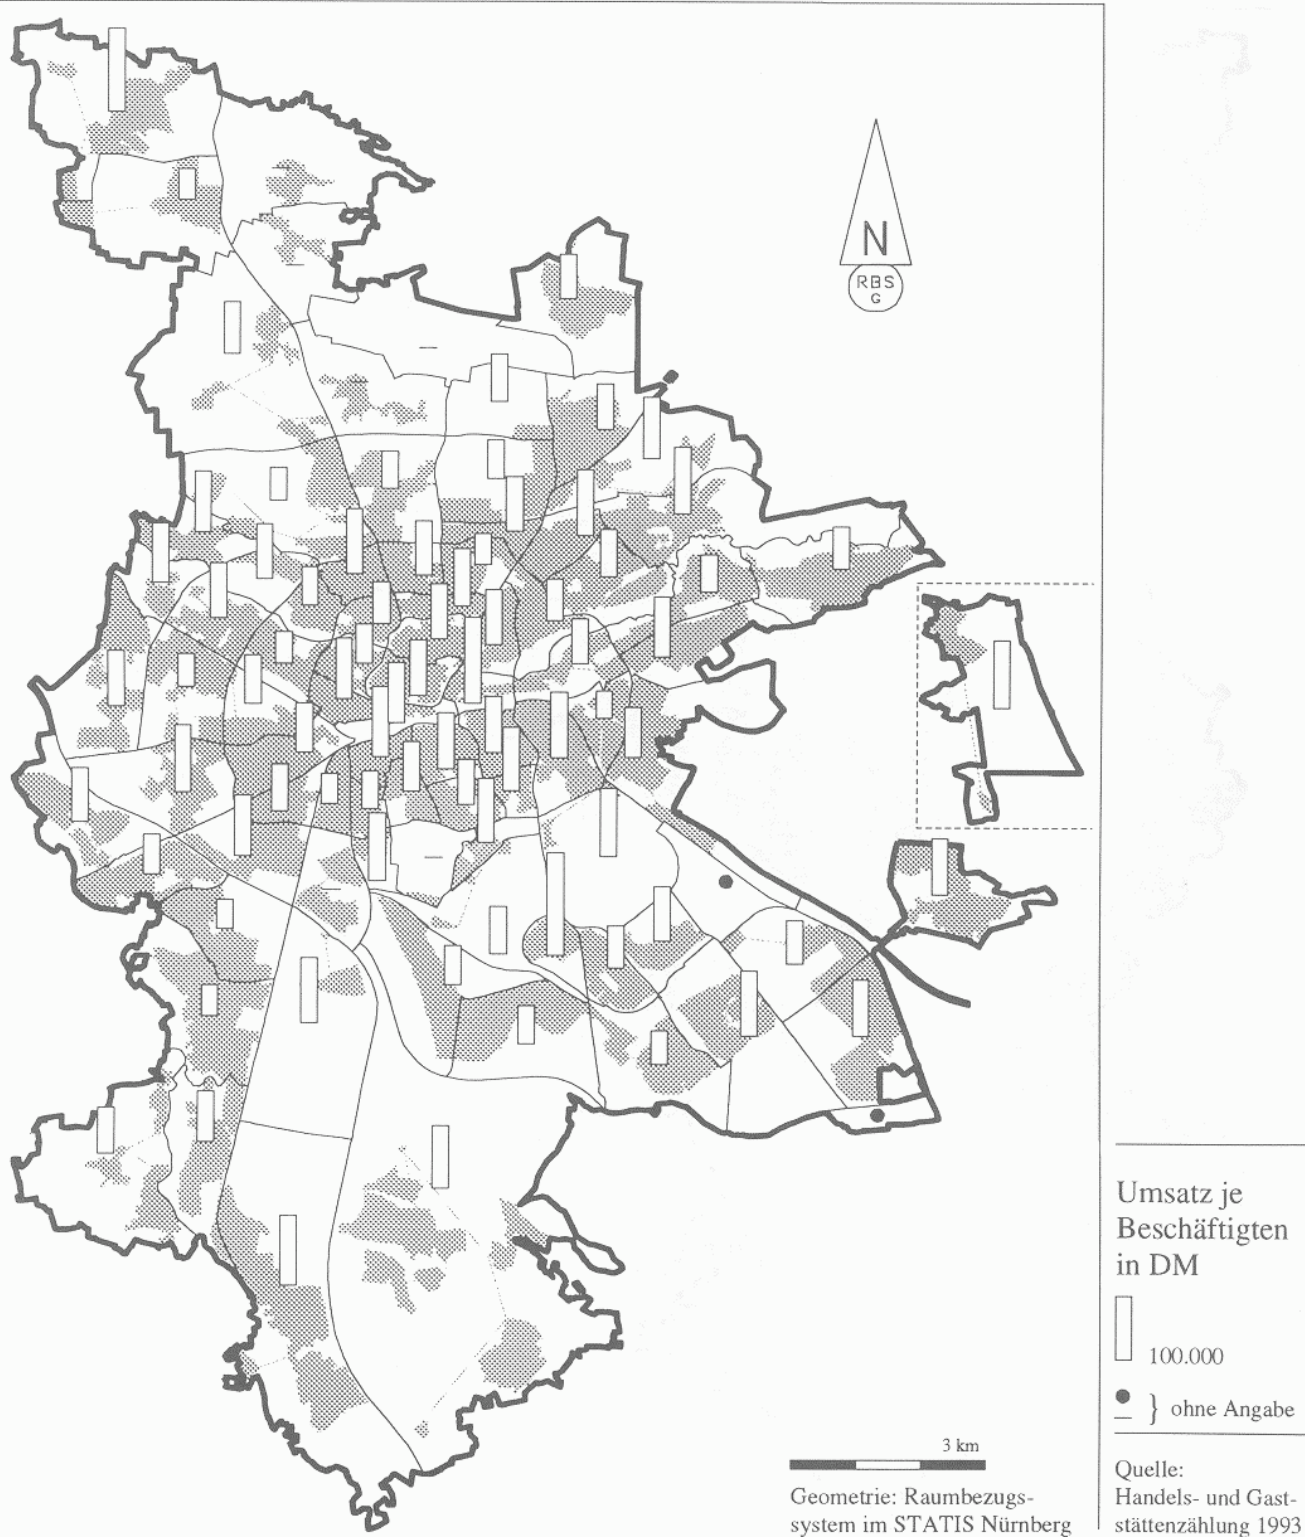 N
RBS
G
Umsatz je
Beschäftigten
in DM
100.000
} ohne Angabe
3 km
Geometrie: Raumbezugs-
system im STATIS Nürnberg
Quelle:
Handels- und Gast-
stättenzählung 1993